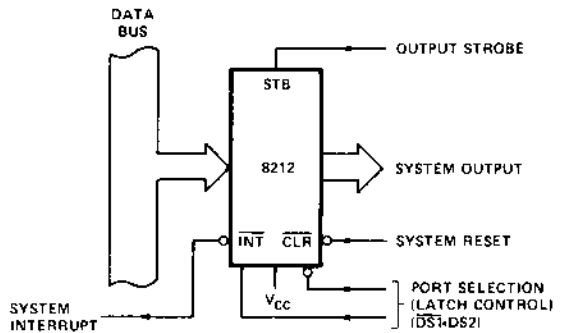 DATA
BUS
OUTPUT STROBE
STB
8212
SYSTEM OUTPUT
INT CLR
SYSTEM RESET
VCC
PORT SELECTION
(LATCH CONTROL)
(DS1•DS2)
SYSTEM
INTERRUPT